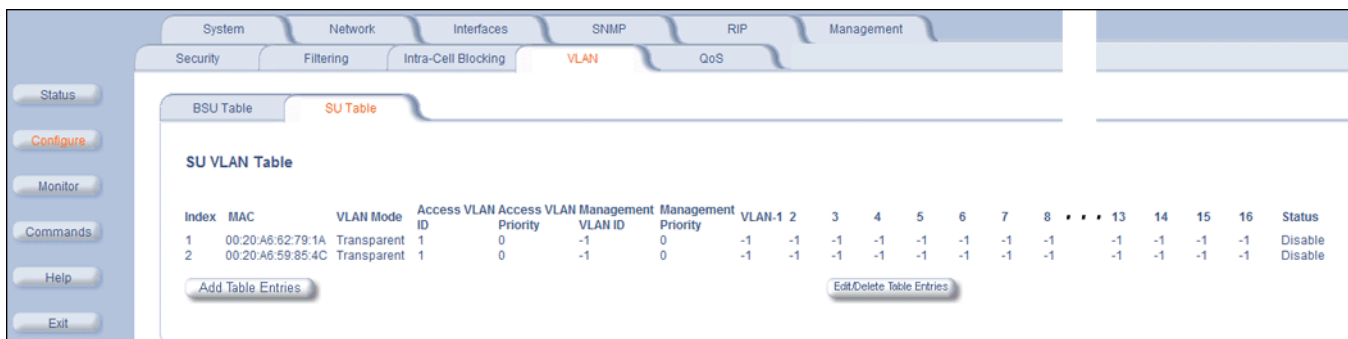 System Network Interfaces SNMP RIP Management
Security Filtering Intra-Cell Blocking VLAN QoS
Status
BSU Table SU Table
Configure
SU VLAN Table
Monitor
Index MAC VLAN Mode Access VLAN ID Access VLAN Priority Management VLAN ID Management Priority VLAN-1 2 3 4 5 6 7 8 . . . 13 14 15 16 Status
Commands
1 00:20:A6:62:79:1A Transparent 1 0 -1 0 -1 -1 -1 -1 -1 -1 -1 -1 -1 -1 -1 -1 Disable
2 00:20:A6:59:85:4C Transparent 1 0 -1 0 -1 -1 -1 -1 -1 -1 -1 -1 -1 -1 -1 -1 Disable
Help
Add Table Entries Edit/Delete Table Entries
Exit